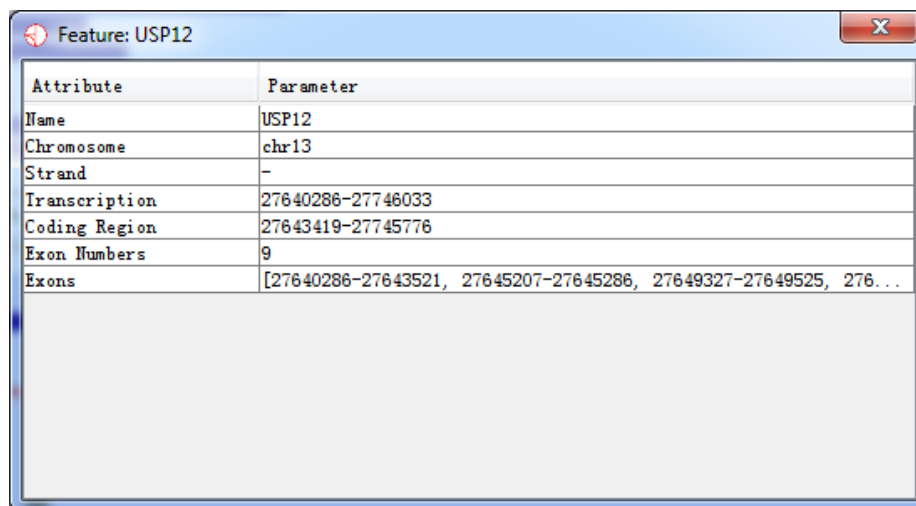 Feature: USP12
Attribute Parameter
Name USP12
Chromosome chr13
Strand -
Transcription 27640286-27746033
Coding Region 27643419-27745776
Exon Numbers 9
Exons [27640286-27643521, 27645207-27645286, 27649327-27649525, 276...